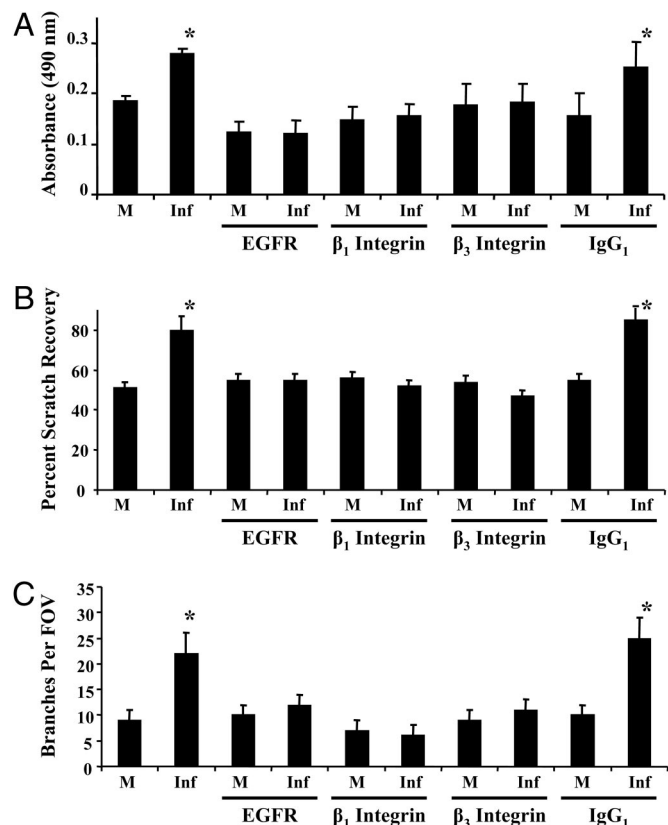 A
Absorbance (490 nm)
0.3
0.2
0.1
0
*
*
M Inf M Inf M Inf M Inf M Inf
EGFR β₁ Integrin β₃ Integrin IgG₁
B
Percent Scratch Recovery
80
60
40
20
0
*
*
M Inf M Inf M Inf M Inf M Inf
EGFR β₁ Integrin β₃ Integrin IgG₁
C
Branches Per FOV
35
30
25
20
15
10
5
0
*
*
M Inf M Inf M Inf M Inf M Inf
EGFR β₁ Integrin β₃ Integrin IgG₁